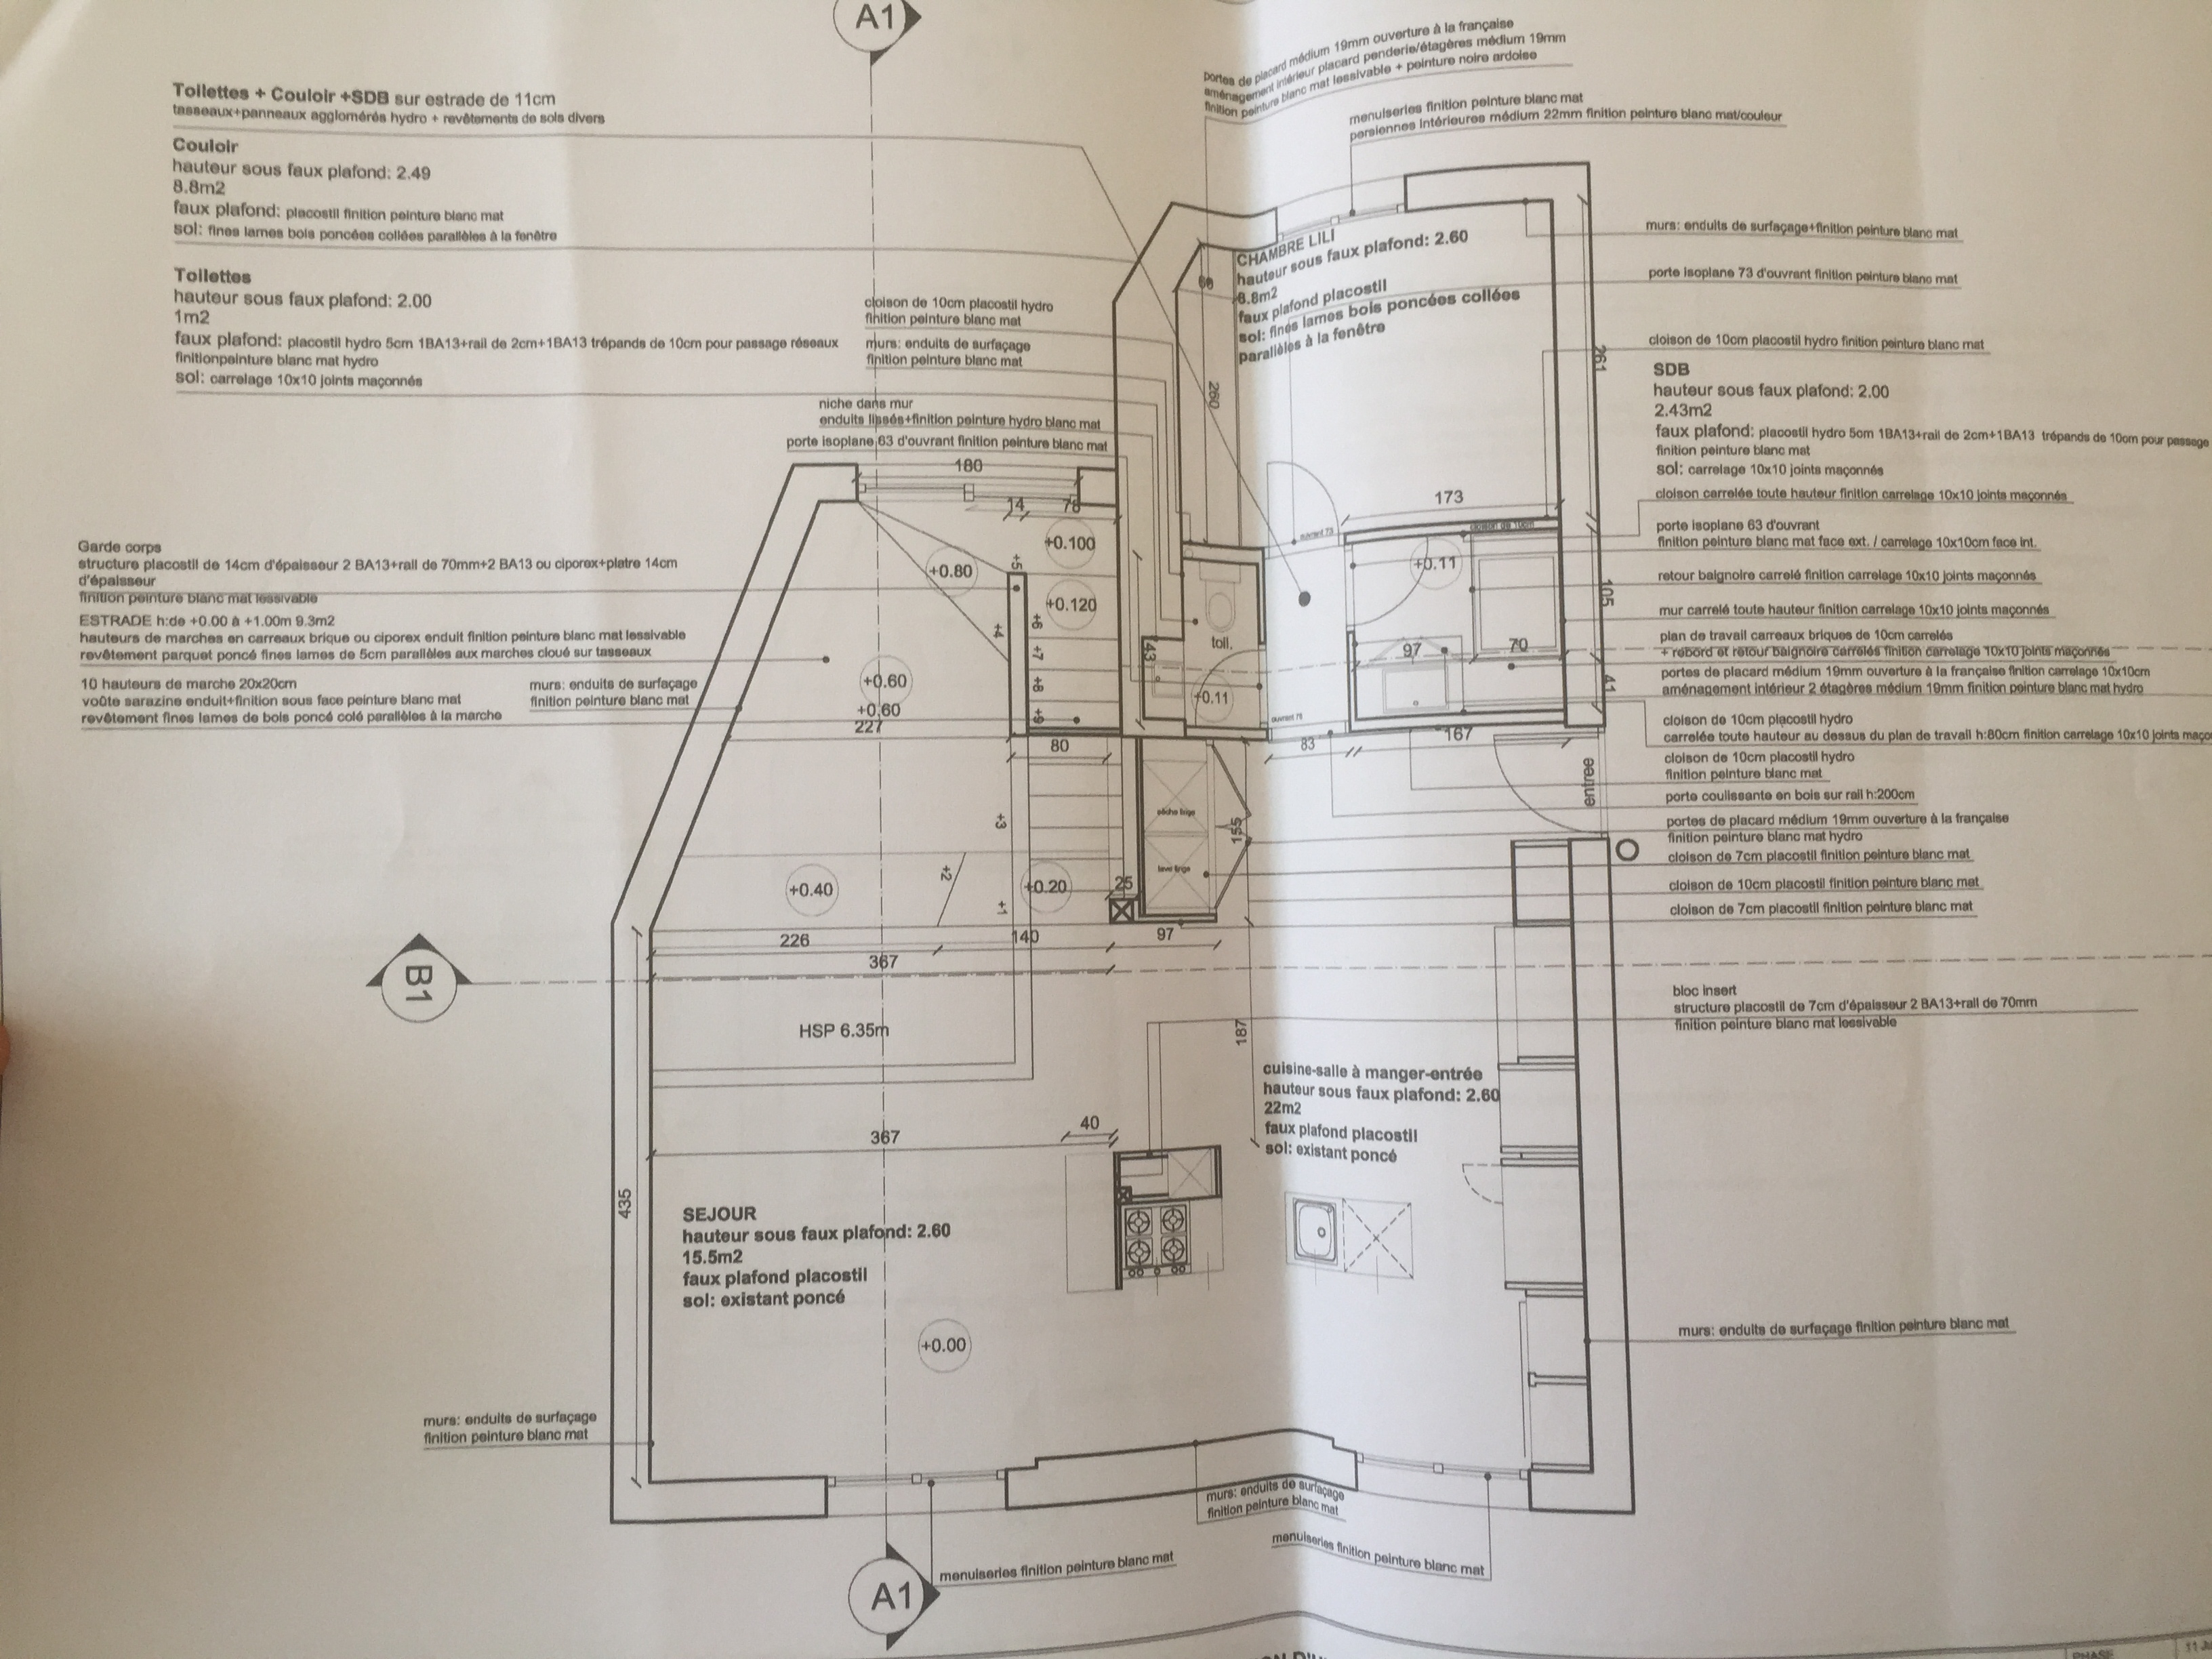 Toilettes + Couloir +SDB sur estrade de 11cm
tasseaux+panneaux agglomérés hydro + revêtements de sols divers
Couloir
hauteur sous faux plafond: 2.49
8.8m2
faux plafond: placostil finition peinture blanc mat
sol: fines lames bois poncées collées parallèles à la fenêtre
Toilettes
hauteur sous faux plafond: 2.00
1m2
faux plafond: placostil hydro 5cm 1BA13+rail de 2cm+1BA13 trépands de 10cm pour passage réseaux
finitionpeinture blanc mat hydro
sol: carrelage 10x10 joints maçonnés
Garde corps
structure placostil de 14cm d'épaisseur 2 BA13+rail de 70mm+2 BA13 ou ciporex+platre 14cm
d'épaisseur
finition peinture blanc mat lessivable
ESTRADE h:de +0.00 à +1.00m 9.3m2
hauteurs de marches en carreaux brique ou ciporex enduit finition peinture blanc mat lessivable
revêtement parquet poncé fines lames de 5cm parallèles aux marches cloué sur tasseaux
10 hauteurs de marche 20x20cm
voûte sarazine enduit+finition sous face peinture blanc mat
revêtement fines lames de bois poncé colé parallèles à la marche
murs: enduits de surfaçage
finition peinture blanc mat
murs: enduits de surfaçage
finition peinture blanc mat
niche dans mur
enduits lissés+finition peinture hydro blanc mat
porte isoplane 63 d'ouvrant finition peinture blanc mat
cloison de 10cm placostil hydro
finition peinture blanc mat
murs: enduits de surfaçage
finition peinture blanc mat
A1
B1
A1
portes de placard médium 19mm ouverture à la française
aménagement intérieur placard penderie/étagères médium 19mm
finition peinture blanc mat lessivable + peinture noire ardoise
menuiseries finition peinture blanc mat
persiennes intérieures médium 22mm finition peinture blanc mat/couleur
CHAMBRE LILI
hauteur sous faux plafond: 2.60
8.8m2
faux plafond placostil
sol: fines lames bois poncées collées
parallèles à la fenêtre
SEJOUR
hauteur sous faux plafond: 2.60
15.5m2
faux plafond placostil
sol: existant poncé
cuisine-salle à manger-entrée
hauteur sous faux plafond: 2.60
22m2
faux plafond placostil
sol: existant poncé
HSP 6.35m
435
367
367
226
227
140
180
14
78
80
25
97
155
187
40
43
260
60
83
167
97
70
173
41
105
261
+0.00
+0.20
+0.40
+0.60
+0.60
+0.80
+0.100
+0.120
+0.11
+0.11
+1
+2
+3
+4
+5
+6
+7
+8
+9
toil.
entree
menuiseries finition peinture blanc mat
murs: enduits de surfaçage
finition peinture blanc mat
menuiseries finition peinture blanc mat
murs: enduits de surfaçage+finition peinture blanc mat
porte isoplane 73 d'ouvrant finition peinture blanc mat
cloison de 10cm placostil hydro finition peinture blanc mat
SDB
hauteur sous faux plafond: 2.00
2.43m2
faux plafond: placostil hydro 5cm 1BA13+rail de 2cm+1BA13 trépands de 10cm pour passage
finition peinture blanc mat
sol: carrelage 10x10 joints maçonnés
cloison carrelée toute hauteur finition carrelage 10x10 joints maçonnés
porte isoplane 63 d'ouvrant
finition peinture blanc mat face ext. / carrelage 10x10cm face int.
retour baignoire carrelé finition carrelage 10x10 joints maçonnés
mur carrelé toute hauteur finition carrelage 10x10 joints maçonnés
plan de travail carreaux briques de 10cm carrelés
+ rebord et retour baignoire carrelés finition carrelage 10x10 joints maçonnés
portes de placard médium 19mm ouverture à la française finition carrelage 10x10cm
aménagement intérieur 2 étagères médium 19mm finition peinture blanc mat hydro
cloison de 10cm placostil hydro
carrelée toute hauteur au dessus du plan de travail h:80cm finition carrelage 10x10 joints
cloison de 10cm placostil hydro
finition peinture blanc mat
porte coulissante en bois sur rail h:200cm
portes de placard médium 19mm ouverture à la française
finition peinture blanc mat hydro
cloison de 7cm placostil finition peinture blanc mat
cloison de 10cm placostil finition peinture blanc mat
cloison de 7cm placostil finition peinture blanc mat
bloc insert
structure placostil de 7cm d'épaisseur 2 BA13+rail de 70mm
finition peinture blanc mat lessivable
murs: enduits de surfaçage finition peinture blanc mat
PHASE